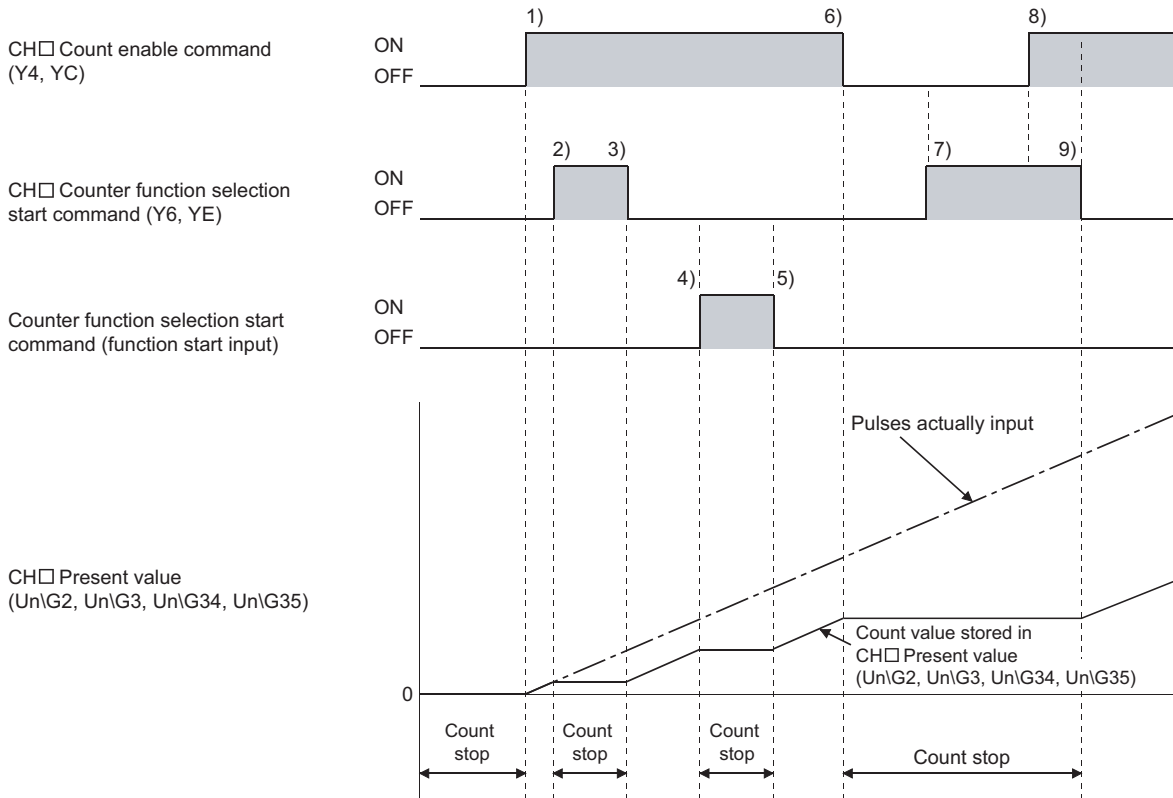 1)
6)
8)
CH□ Count enable command
(Y4, YC)
ON
OFF
2)
3)
7)
9)
CH□ Counter function selection
start command (Y6, YE)
ON
OFF
4)
5)
Counter function selection start
command (function start input)
ON
OFF
Pulses actually input
CH□ Present value
(Un\G2, Un\G3, Un\G34, Un\G35)
Count value stored in
CH□ Present value
(Un\G2, Un\G3, Un\G34, Un\G35)
0
Count
stop
Count
stop
Count
stop
Count stop